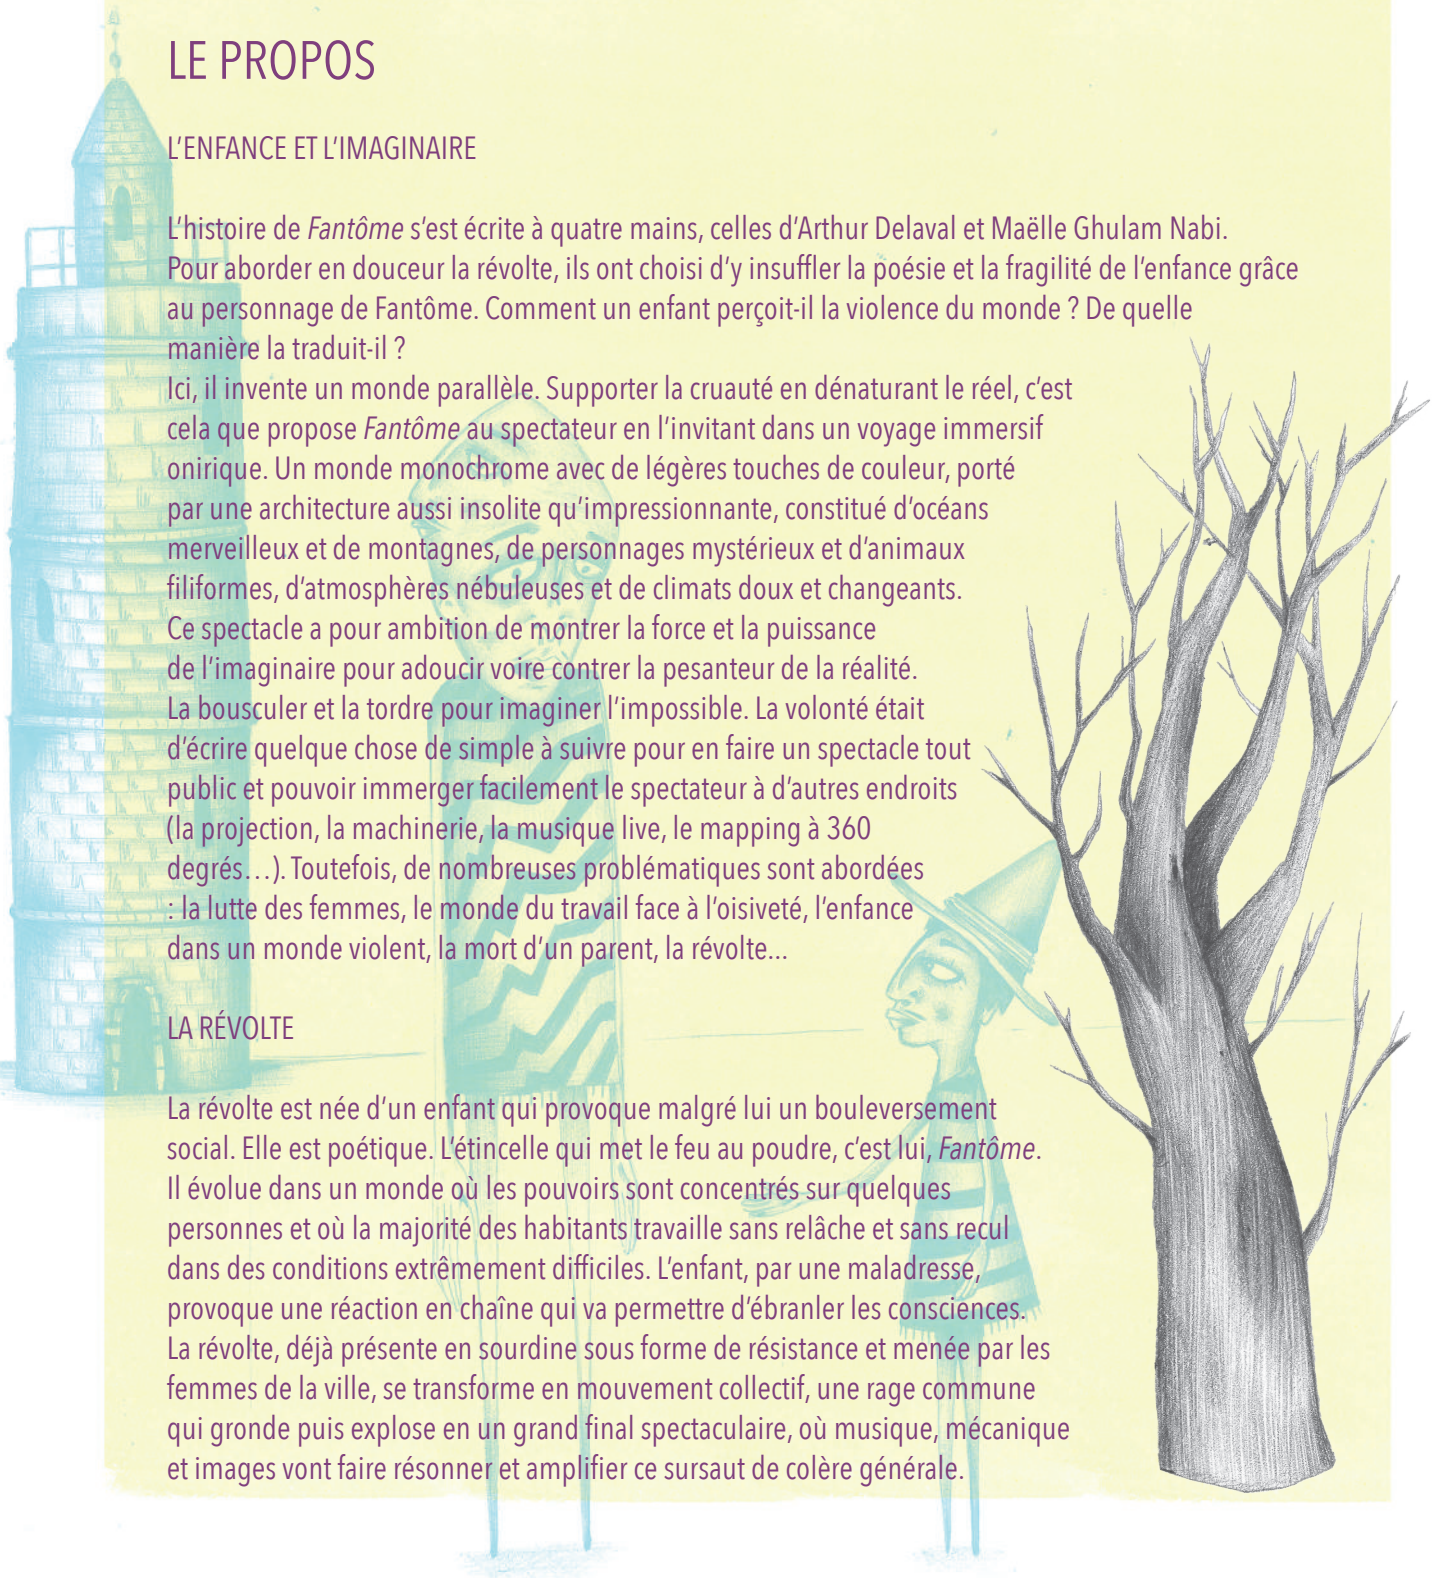 LE PROPOS
L'ENFANCE ET L'IMAGINAIRE
L'histoire de Fantôme s'est écrite à quatre mains, celles d'Arthur Delaval et Maëlle Ghulam Nabi.
Pour aborder en douceur la révolte, ils ont choisi d'y insuffler la poésie et la fragilité de l'enfance grâce
au personnage de Fantôme. Comment un enfant perçoit-il la violence du monde ? De quelle
manière la traduit-il ?
Ici, il invente un monde parallèle. Supporter la cruauté en dénaturant le réel, c'est
cela que propose Fantôme au spectateur en l'invitant dans un voyage immersif
onirique. Un monde monochrome avec de légères touches de couleur, porté
par une architecture aussi insolite qu'impressionnante, constitué d'océans
merveilleux et de montagnes, de personnages mystérieux et d'animaux
filiformes, d'atmosphères nébuleuses et de climats doux et changeants.
Ce spectacle a pour ambition de montrer la force et la puissance
de l'imaginaire pour adoucir voire contrer la pesanteur de la réalité.
La bousculer et la tordre pour imaginer l'impossible. La volonté était
d'écrire quelque chose de simple à suivre pour en faire un spectacle tout
public et pouvoir immerger facilement le spectateur à d'autres endroits
(la projection, la machinerie, la musique live, le mapping à 360
degrés…). Toutefois, de nombreuses problématiques sont abordées
: la lutte des femmes, le monde du travail face à l'oisiveté, l'enfance
dans un monde violent, la mort d'un parent, la révolte...
LA RÉVOLTE
La révolte est née d'un enfant qui provoque malgré lui un bouleversement
social. Elle est poétique. L'étincelle qui met le feu au poudre, c'est lui, Fantôme.
Il évolue dans un monde où les pouvoirs sont concentrés sur quelques
personnes et où la majorité des habitants travaille sans relâche et sans recul
dans des conditions extrêmement difficiles. L'enfant, par une maladresse,
provoque une réaction en chaîne qui va permettre d'ébranler les consciences.
La révolte, déjà présente en sourdine sous forme de résistance et menée par les
femmes de la ville, se transforme en mouvement collectif, une rage commune
qui gronde puis explose en un grand final spectaculaire, où musique, mécanique
et images vont faire résonner et amplifier ce sursaut de colère générale.